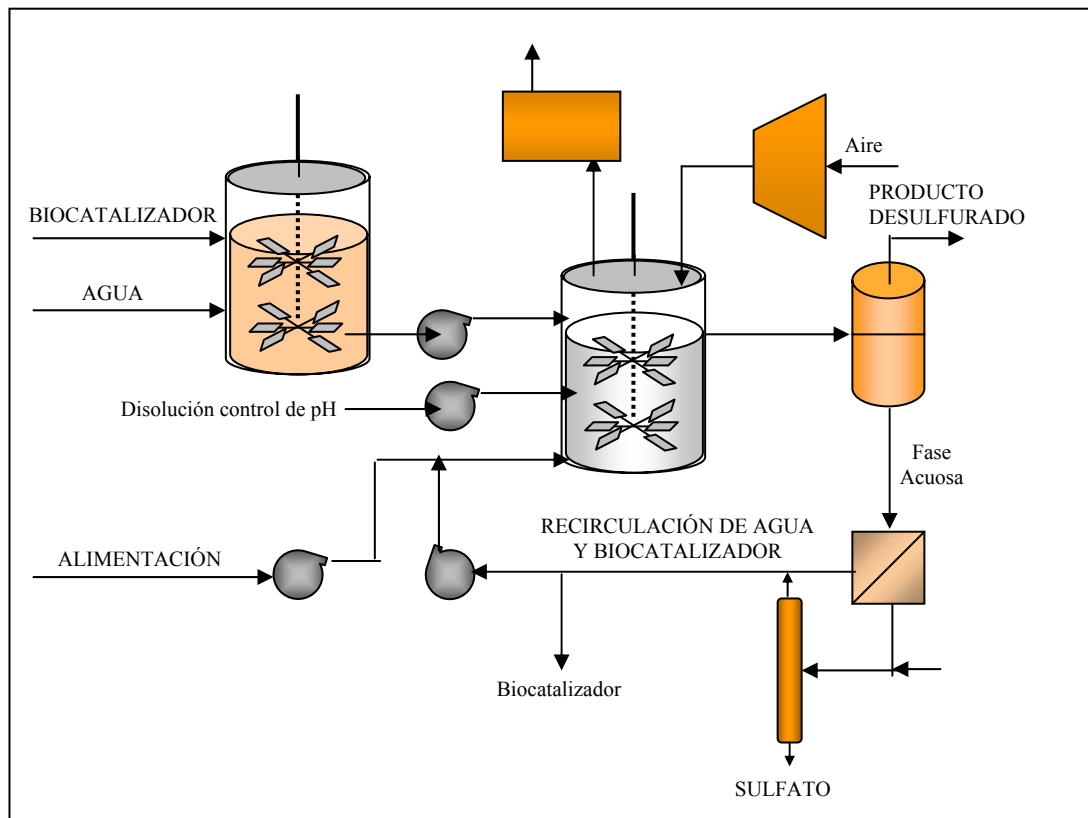 Aire
PRODUCTO
DESULFURADO
BIOCATALIZADOR
AGUA
Disolución control de pH
Fase
Acuosa
RECIRCULACIÓN DE AGUA
Y BIOCATALIZADOR
ALIMENTACIÓN
Biocatalizador
SULFATO